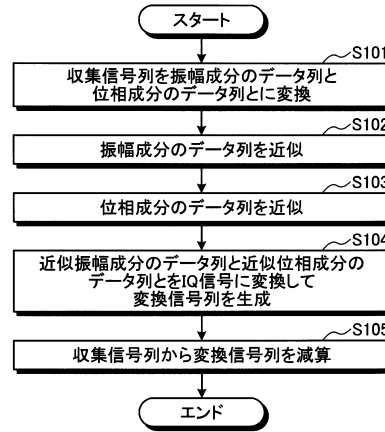 スタート
S101
収集信号列を振幅成分のデータ列と
位相成分のデータ列とに変換
S102
振幅成分のデータ列を近似
S103
位相成分のデータ列を近似
S104
近似振幅成分のデータ列と近似位相成分の
データ列とをIQ信号に変換して
変換信号列を生成
S105
収集信号列から変換信号列を減算
エンド